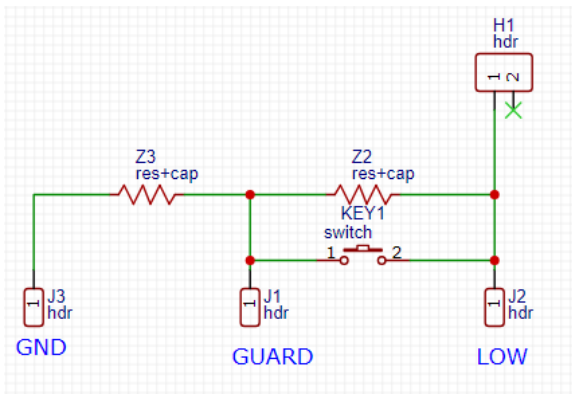 H1
hdr
1 2
Z3
res+cap
Z2
res+cap
KEY1
switch
1 2
1 J3
hdr
1 J1
hdr
1 J2
hdr
GND
GUARD
LOW